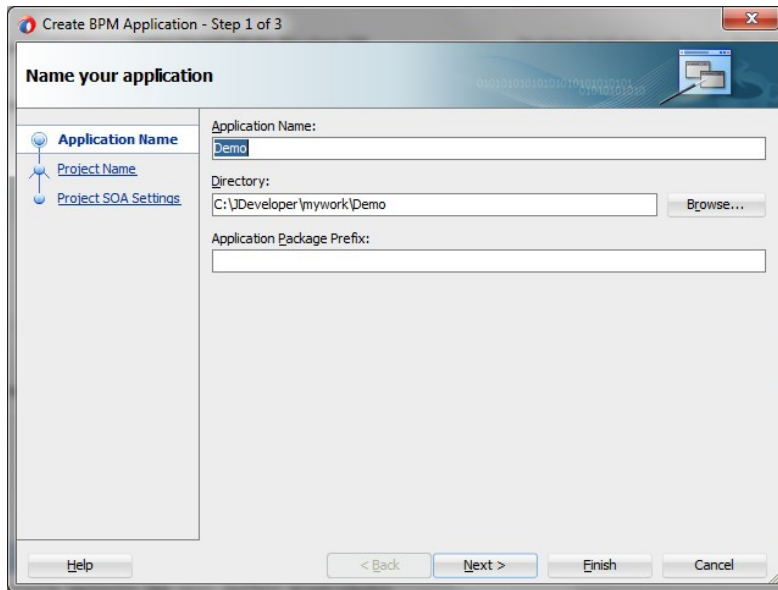 Create BPM Application - Step 1 of 3
Name your application
Application Name
Project Name
Project SOA Settings
Application Name:
Demo
Directory:
C:\JDeveloper\mywork\Demo
Browse...
Application Package Prefix:
Help
< Back
Next >
Finish
Cancel